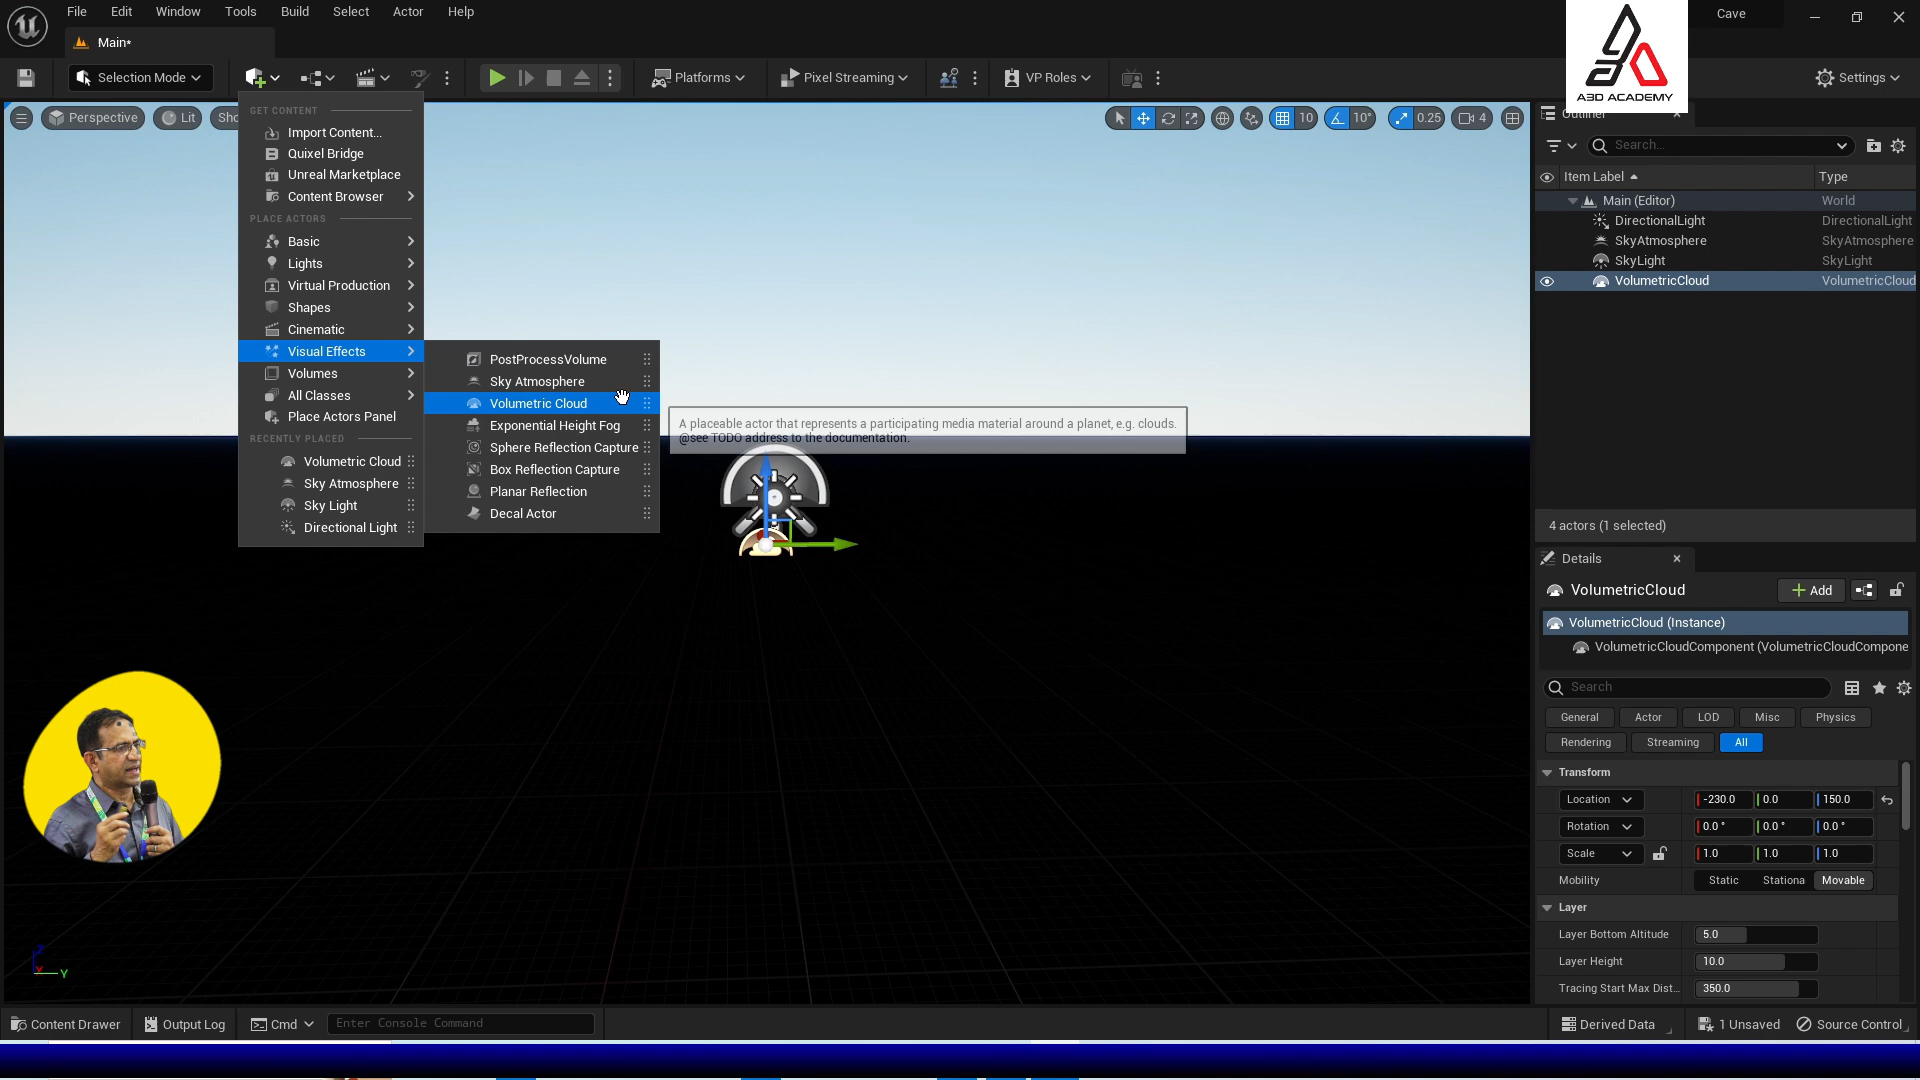 File Edit Window Tools Build Select Actor Help
Cave
Main*
Selection Mode
Platforms
Pixel Streaming
VP Roles
Settings
A3D ACADEMY
Perspective
Lit
Sho
10
10°
0.25
4
GET CONTENT
Import Content...
Quixel Bridge
Unreal Marketplace
Content Browser
PLACE ACTORS
Basic
Lights
Virtual Production
Shapes
Cinematic
Visual Effects
Volumes
All Classes
Place Actors Panel
RECENTLY PLACED
Volumetric Cloud
Sky Atmosphere
Sky Light
Directional Light
PostProcessVolume
Sky Atmosphere
Volumetric Cloud
Exponential Height Fog
Sphere Reflection Capture
Box Reflection Capture
Planar Reflection
Decal Actor
A placeable actor that represents a participating media material around a planet, e.g. clouds.
@see TODO address to the documentation.
Z
X
Y
Outliner
Search...
Item Label Type
Main (Editor) World
DirectionalLight DirectionalLight
SkyAtmosphere SkyAtmosphere
SkyLight SkyLight
VolumetricCloud VolumetricCloud
4 actors (1 selected)
Details
VolumetricCloud
Add
VolumetricCloud (Instance)
VolumetricCloudComponent (VolumetricCloudCompone
Search
General Actor LOD Misc Physics
Rendering Streaming All
Transform
Location -230.0 0.0 150.0
Rotation 0.0 ° 0.0 ° 0.0 °
Scale 1.0 1.0 1.0
Mobility Static Stationa Movable
Layer
Layer Bottom Altitude 5.0
Layer Height 10.0
Tracing Start Max Dist... 350.0
Content Drawer
Output Log
Cmd
Enter Console Command
Derived Data
1 Unsaved
Source Control